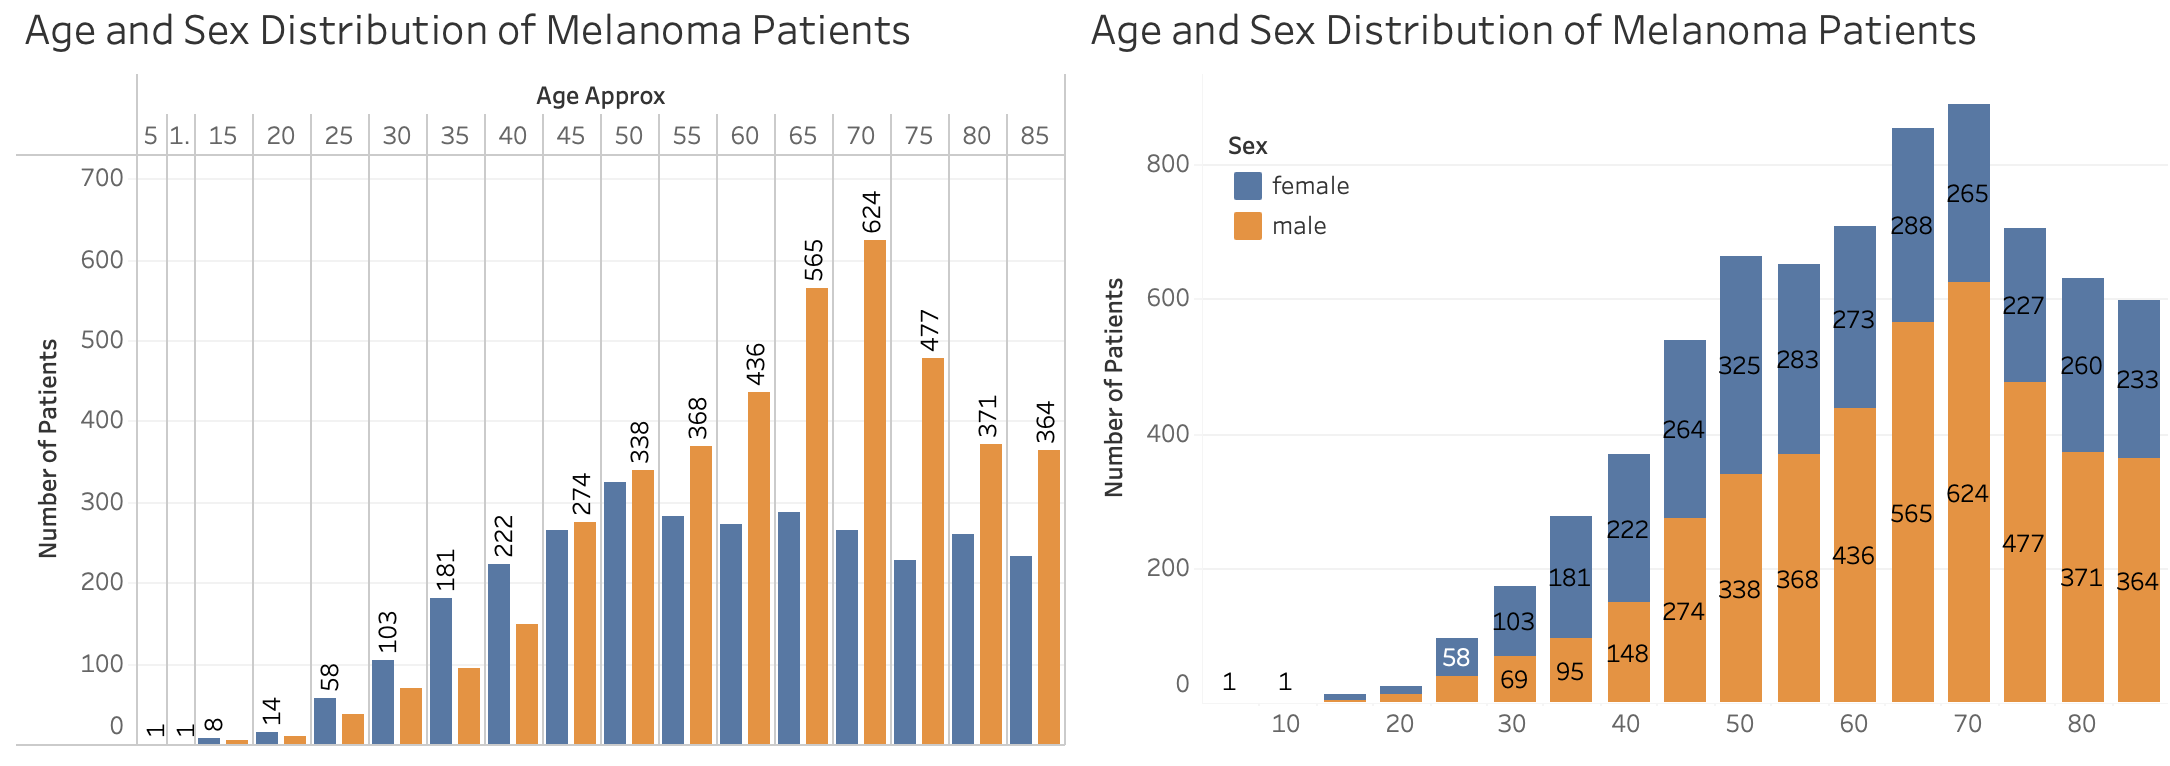 Age and Sex Distribution of Melanoma Patients
Age Approx
5 1. 15 20 25 30 35 40 45 50 55 60 65 70 75 80 85
Number of Patients
700
600
500
400
300
200
100
0
1 1 8 14 58 103 181 222 274 338 368 436 565 624 477 371 364
Age and Sex Distribution of Melanoma Patients
Sex
female
male
Number of Patients
800
600
400
200
0
1 1
58
103 69
181 95
222 148
264 274
325 338
283 368
273 436
288 565
265 624
227 477
260 371
233 364
10 20 30 40 50 60 70 80